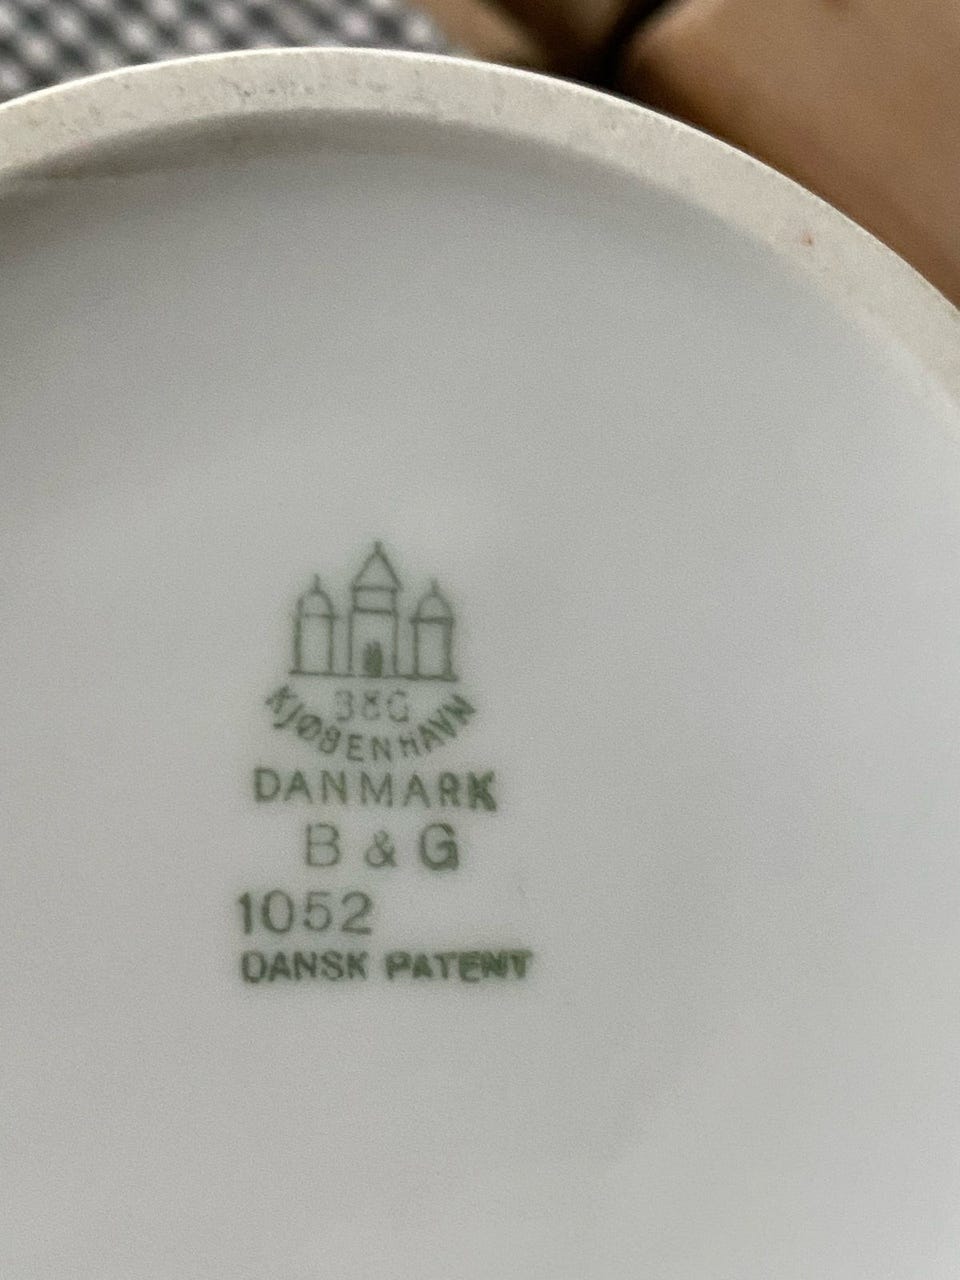 B&G
KJØBENHAVN
DANMARK
B & G
1052
DANSK PATENT